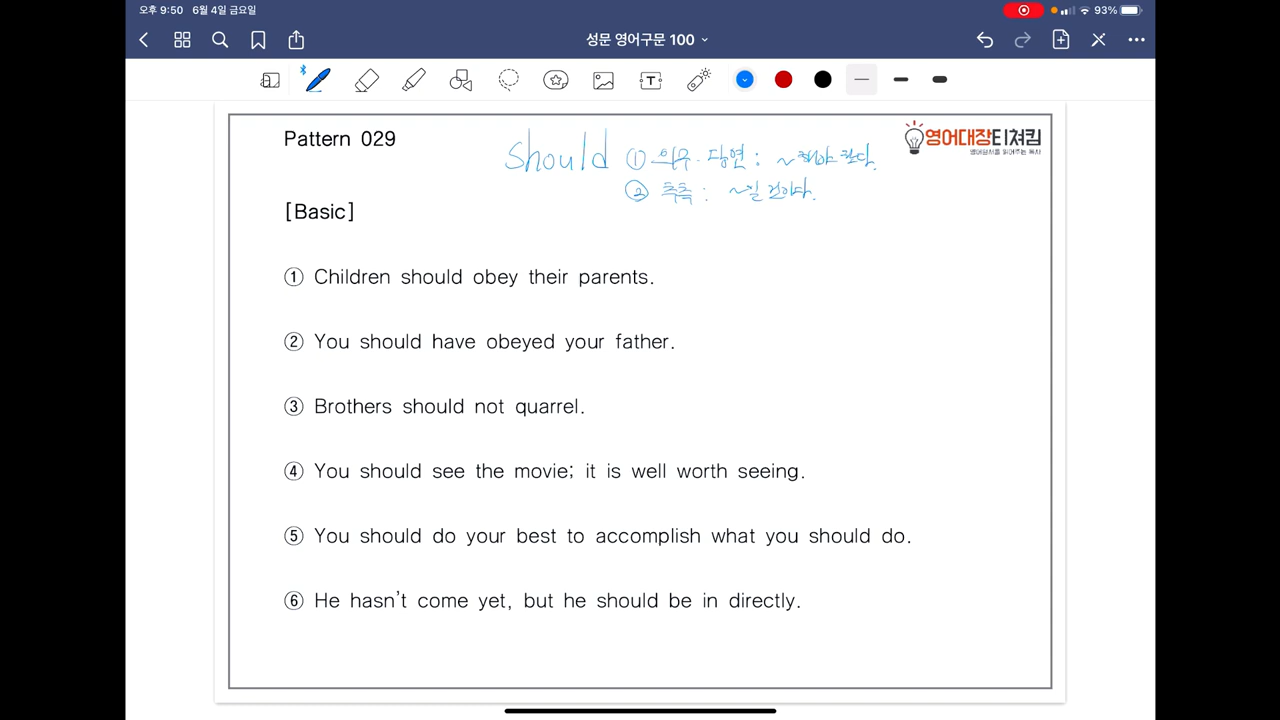 오후 9:50 6월 4일 금요일
93%
성문 영어구문 100
Pattern 029
should ① 의무·당연 : ~해야 한다.
② 추측 : ~일 것이다.
영어대장티쳐킴
[Basic]
① Children should obey their parents.
② You should have obeyed your father.
③ Brothers should not quarrel.
④ You should see the movie; it is well worth seeing.
⑤ You should do your best to accomplish what you should do.
⑥ He hasn't come yet, but he should be in directly.